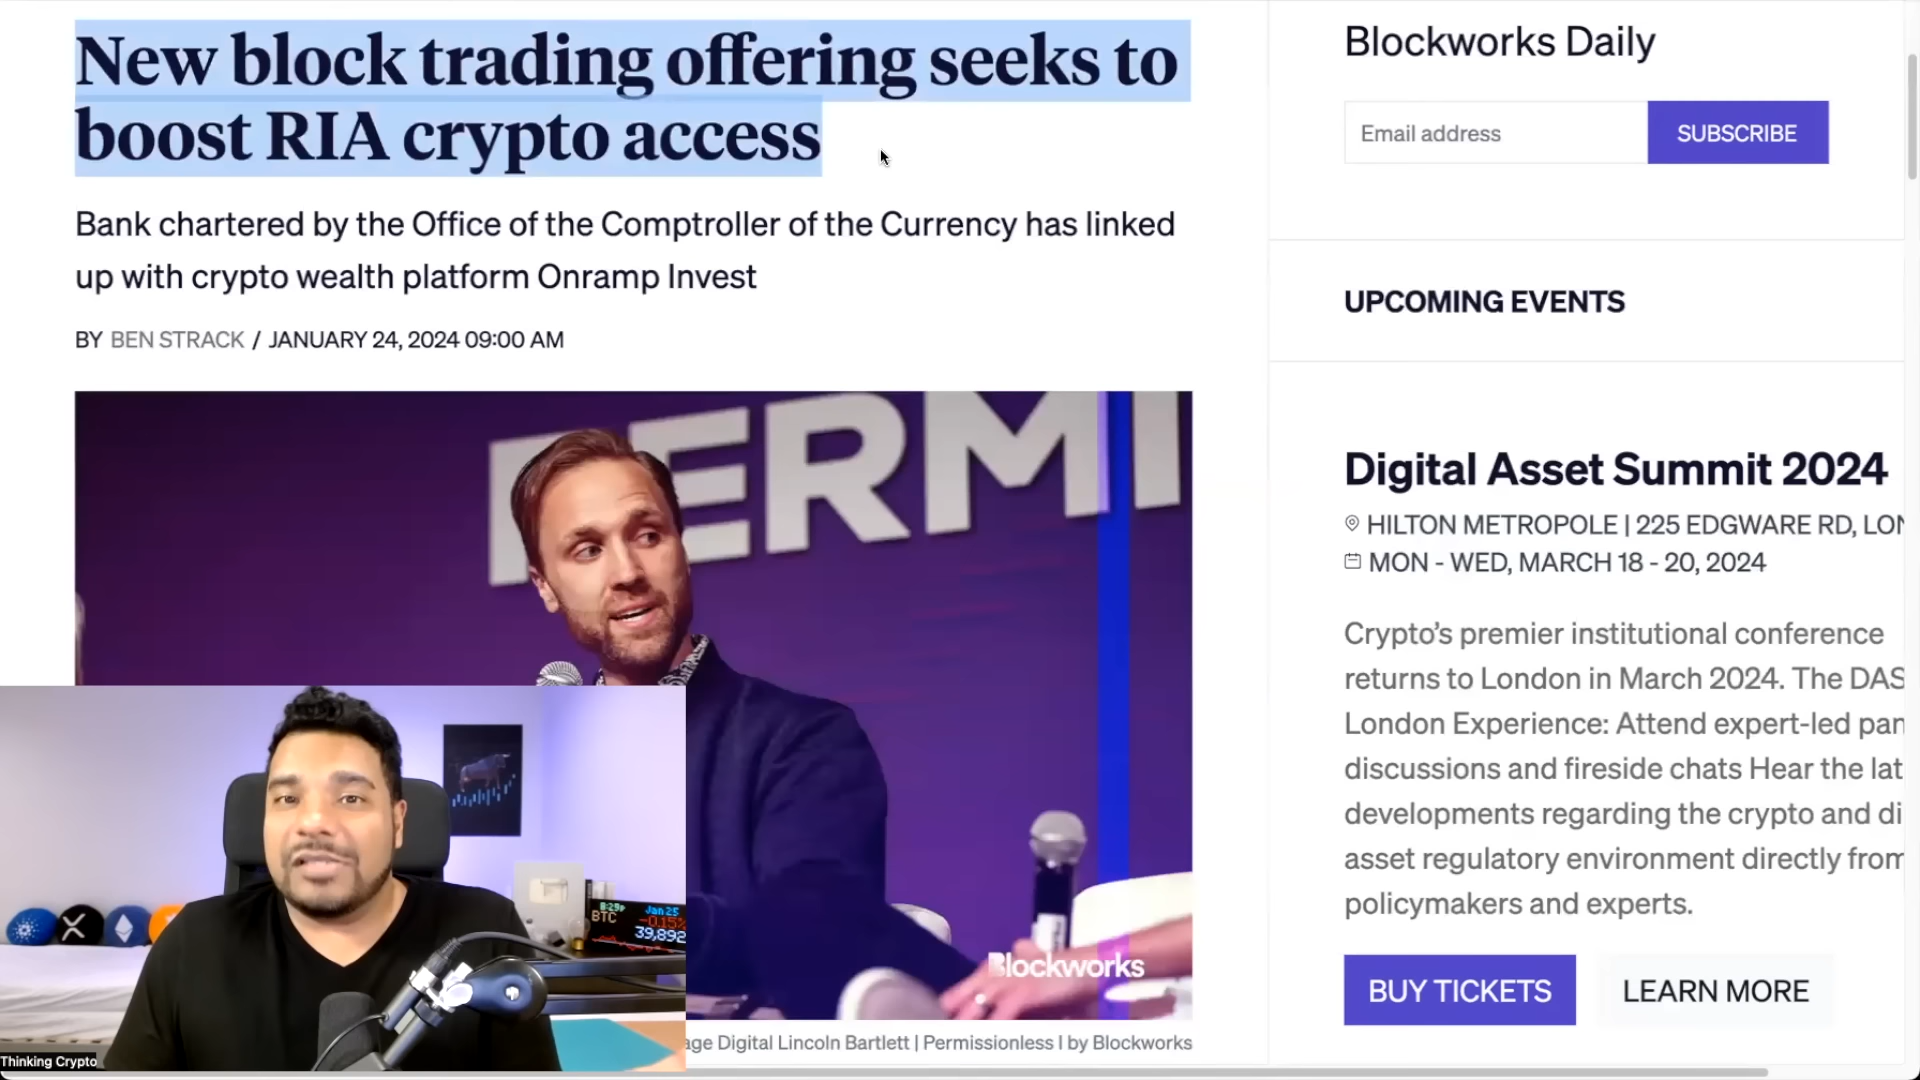 New block trading offering seeks to
boost RIA crypto access
Bank chartered by the Office of the Comptroller of the Currency has linked
up with crypto wealth platform Onramp Invest
BY BEN STRACK / JANUARY 24, 2024 09:00 AM
PERMI
Blockworks
age Digital Lincoln Bartlett | Permissionless I by Blockworks
8:29P
Jan 25
BTC
-0.15%
39,892
Thinking Crypto
Blockworks Daily
Email address
SUBSCRIBE
UPCOMING EVENTS
Digital Asset Summit 2024
HILTON METROPOLE | 225 EDGWARE RD, LON
MON - WED, MARCH 18 - 20, 2024
Crypto’s premier institutional conference
returns to London in March 2024. The DAS
London Experience: Attend expert-led pan
discussions and fireside chats Hear the lat
developments regarding the crypto and di
asset regulatory environment directly from
policymakers and experts.
BUY TICKETS
LEARN MORE